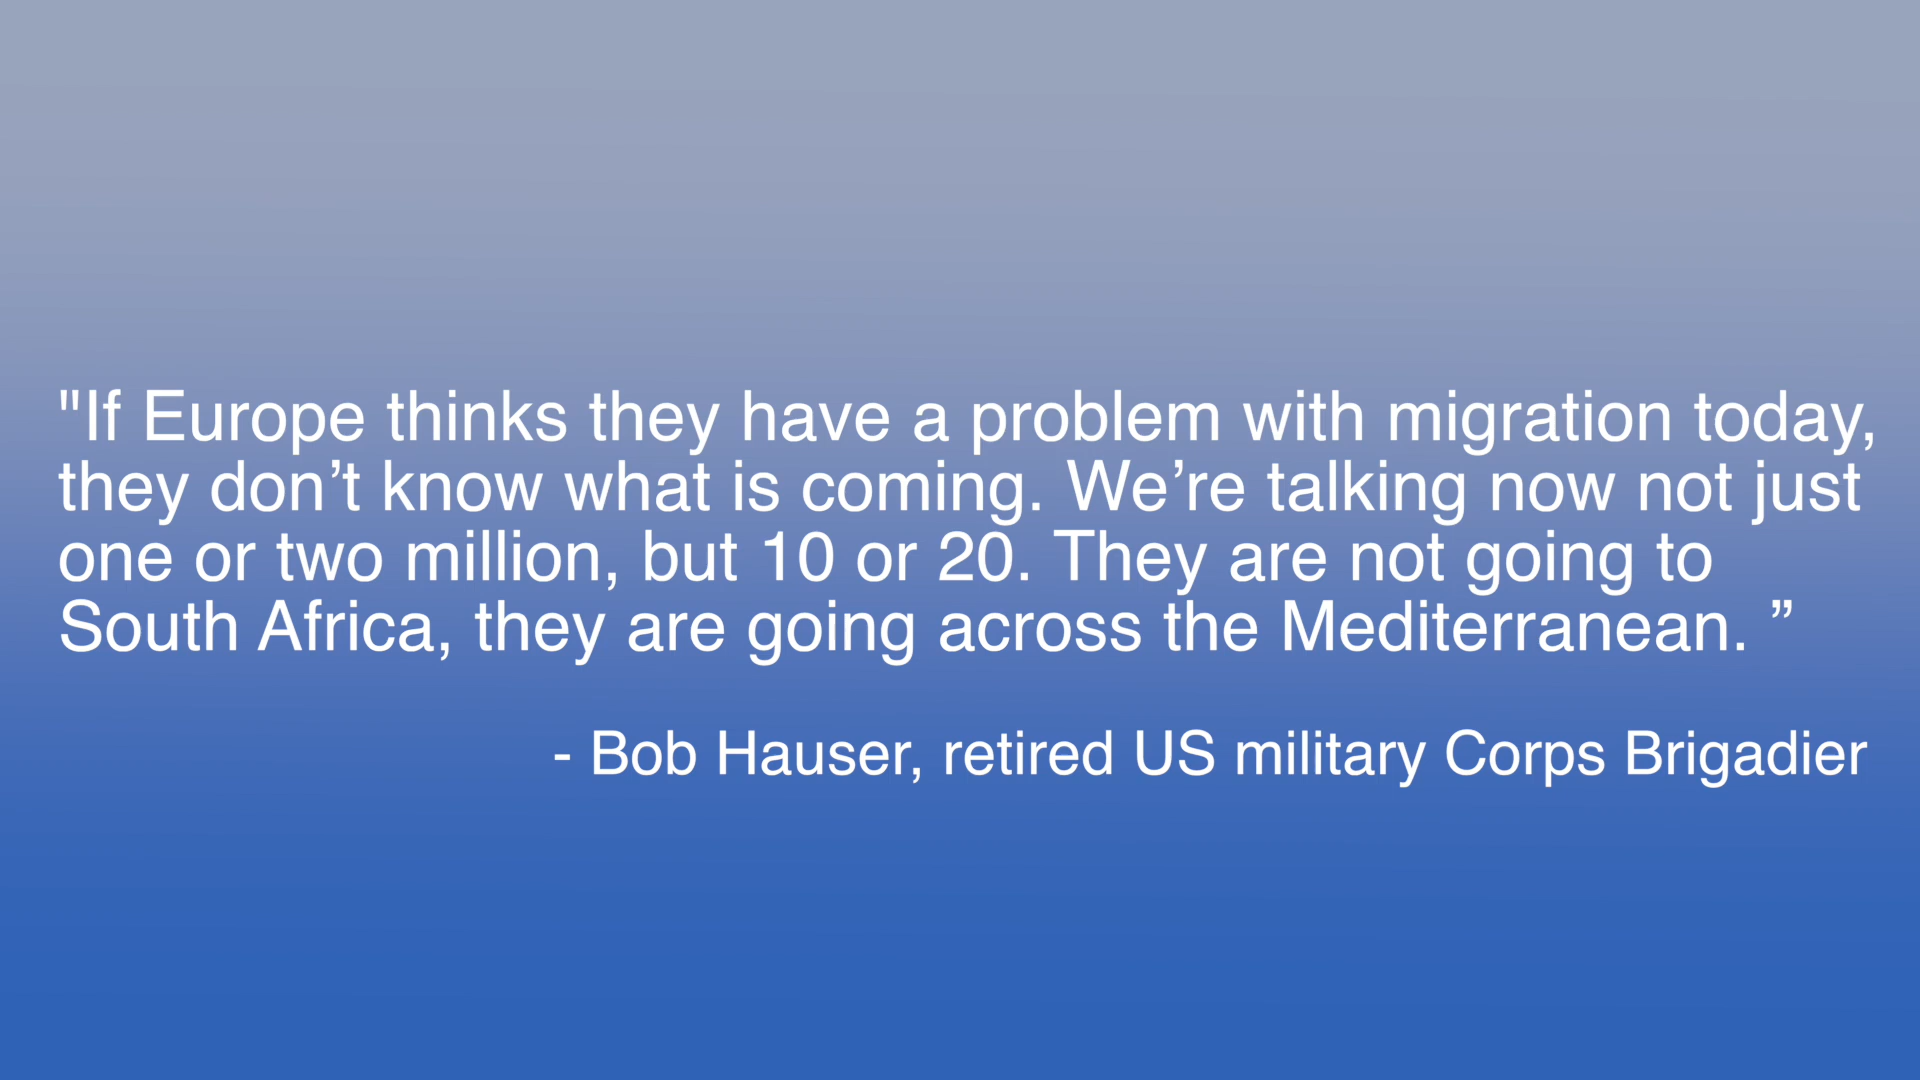 "If Europe thinks they have a problem with migration today,
they don’t know what is coming. We’re talking now not just
one or two million, but 10 or 20. They are not going to
South Africa, they are going across the Mediterranean. ”
- Bob Hauser, retired US military Corps Brigadier